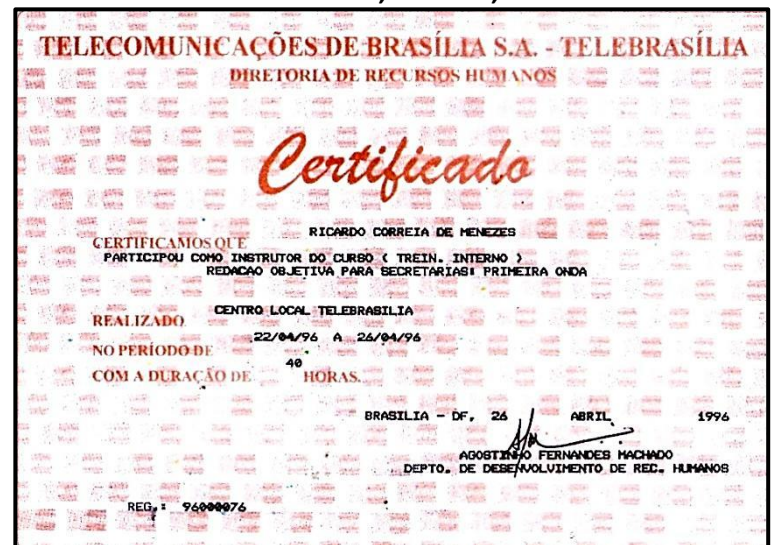 TELECOMUNICAÇÕES DE BRASÍLIA S.A. - TELEBRASÍLIA
DIRETORIA DE RECURSOS HUMANOS
Certificado
RICARDO CORREIA DE MENEZES
CERTIFICAMOS QUE
PARTICIPOU COMO INSTRUTOR DO CURSO ( TREIN. INTERNO )
REDACAO OBJETIVA PARA SECRETARIAS: PRIMEIRA ONDA
CENTRO LOCAL TELEBRASILIA
REALIZADO
22/04/96 A 26/04/96
NO PERÍODO DE
40
COM A DURAÇÃO DE HORAS.
BRASILIA - DF, 26 ABRIL 1996
AGOSTINHO FERNANDES MACHADO
DEPTO. DE DESENVOLVIMENTO DE REC. HUMANOS
REG.: 96000076